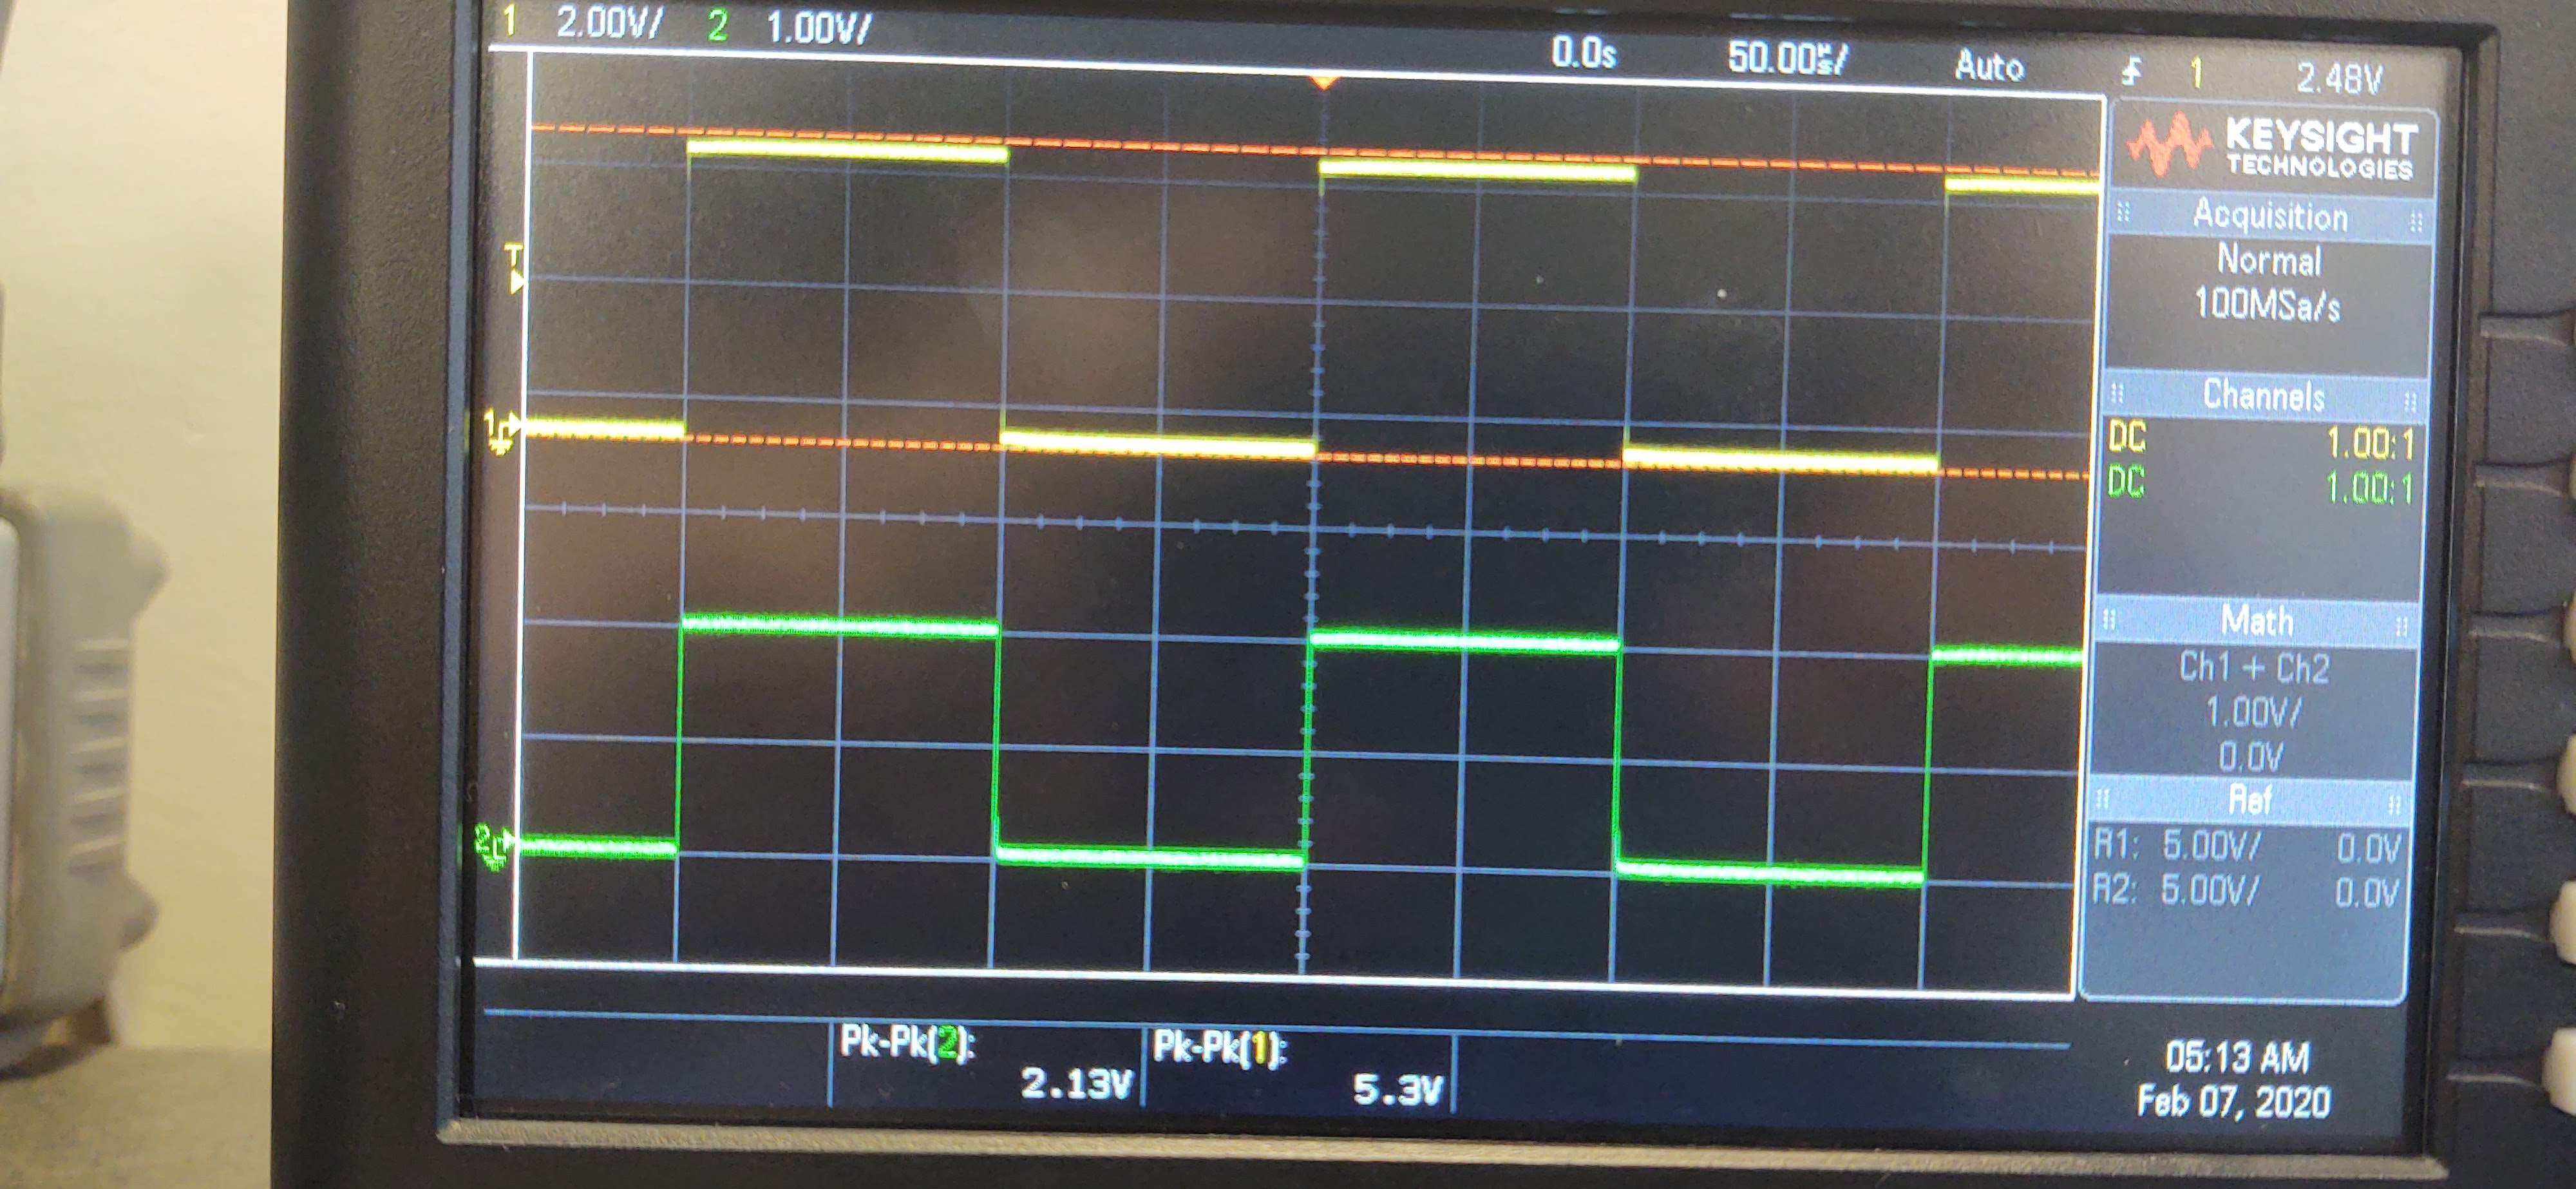 1 2.00V/ 2 1.00V/ 0.0s 50.00µs/ Auto 1 2.48V
KEYSIGHT
TECHNOLOGIES
Acquisition
Normal
100MSa/s
Channels
DC 1.00:1
DC 1.00:1
Math
Ch1 + Ch2
1.00V/
0.0V
Ref
R1: 5.00V/ 0.0V
R2: 5.00V/ 0.0V
T
1
2
Pk-Pk(2): Pk-Pk(1):
2.13V 5.3V
05:13 AM
Feb 07, 2020